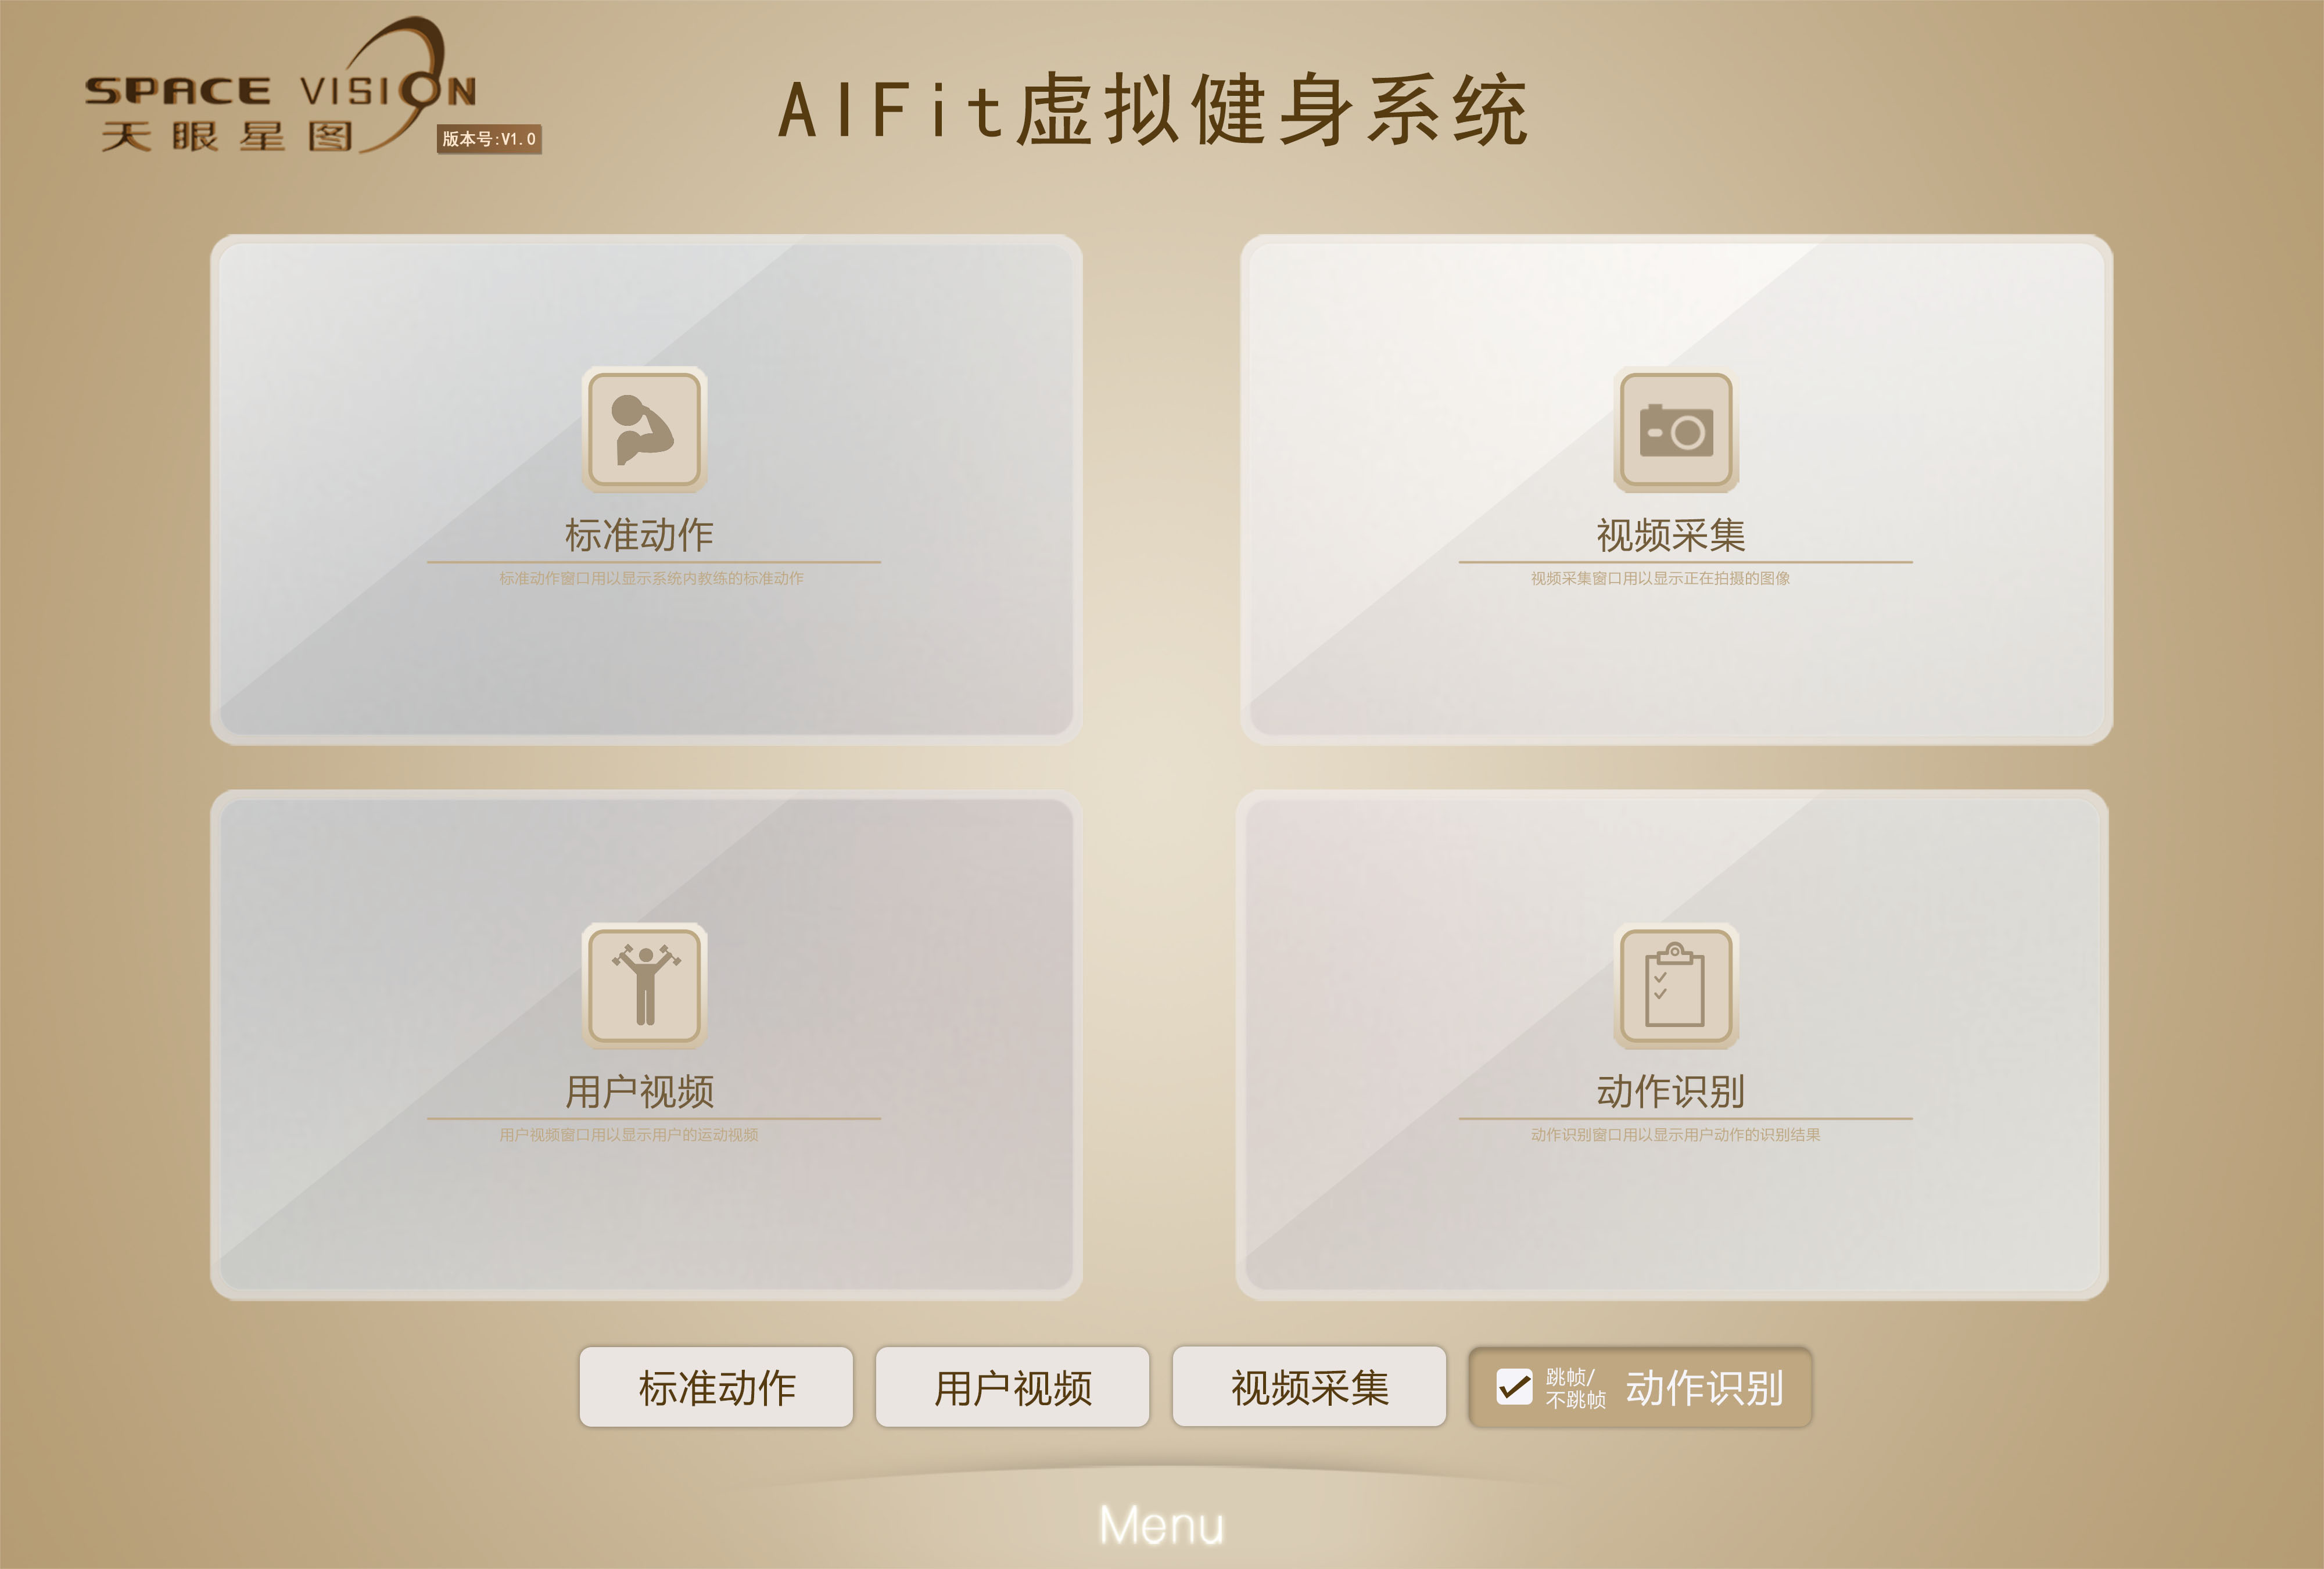 SPACE VISION
天眼星图
版本号:V1.0
AIFit虚拟健身系统
标准动作
标准动作窗口用以显示系统内教练的标准动作
视频采集
视频采集窗口用以显示正在拍摄的图像
用户视频
用户视频窗口用以显示用户的运动视频
动作识别
动作识别窗口用以显示用户动作的识别结果
标准动作
用户视频
视频采集
跳帧/
不跳帧
动作识别
Menu